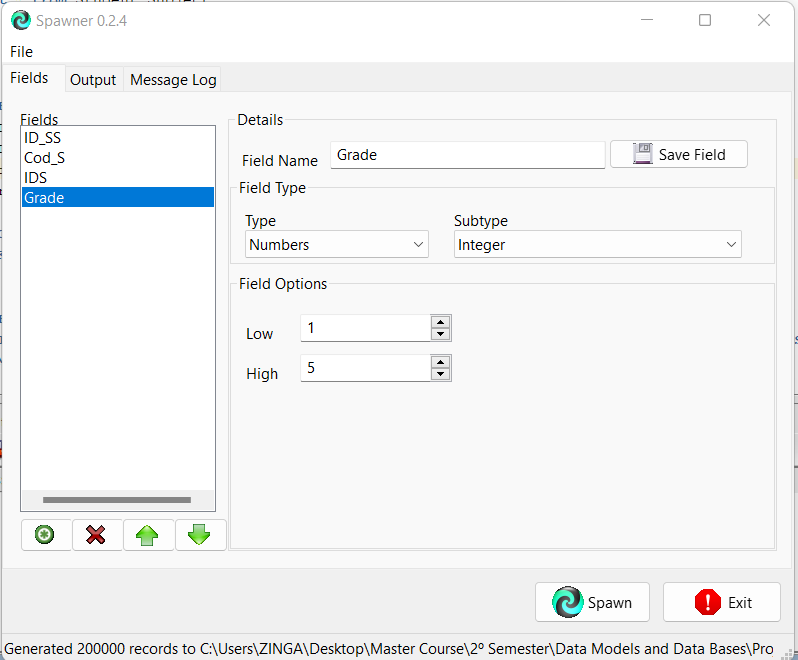 Spawner 0.2.4
File
Fields Output Message Log
Fields
ID_SS
Cod_S
IDS
Grade
Details
Field Name Grade Save Field
Field Type
Type Subtype
Numbers Integer
Field Options
Low 1
High 5
Spawn Exit
Generated 200000 records to C:\Users\ZINGA\Desktop\Master Course\2º Semester\Data Models and Data Bases\Pro